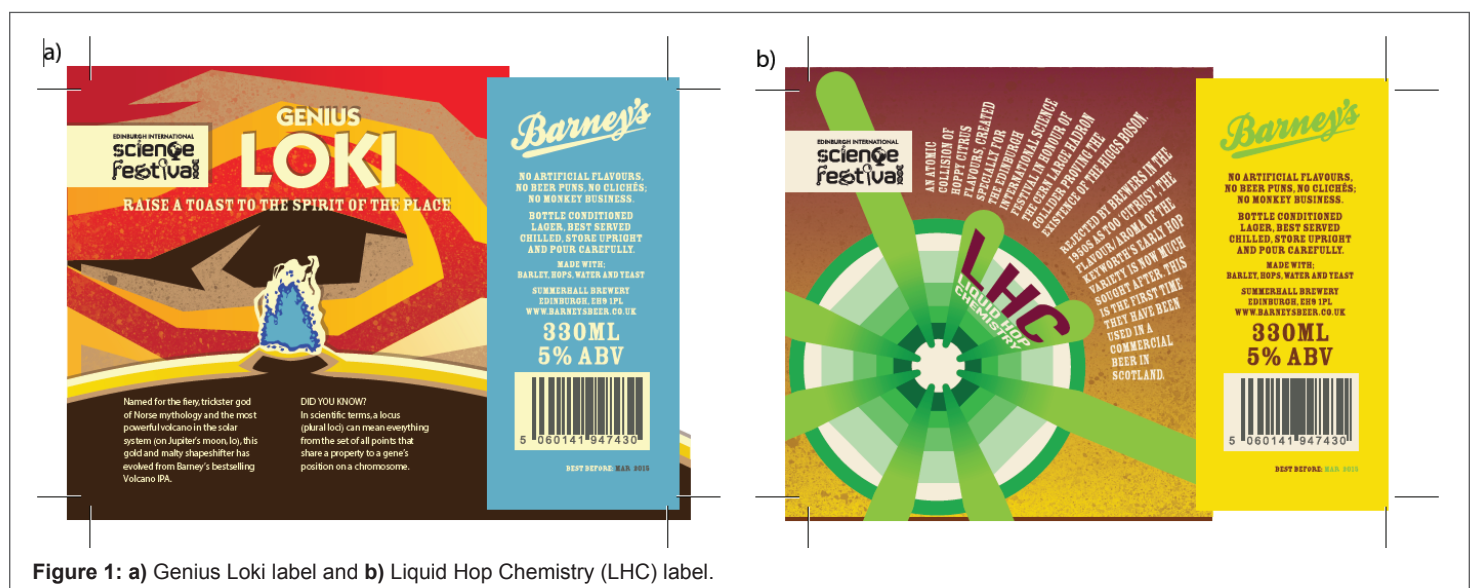 a)
GENIUS
LOKI
EDINBURGH INTERNATIONAL
science
festival
RAISE A TOAST TO THE SPIRIT OF THE PLACE
Named for the fiery, trickster god
of Norse mythology and the most
powerful volcano in the solar
system (on Jupiter's moon, Io), this
gold and malty shapeshifter has
evolved from Barney's bestselling
Volcano IPA.
DID YOU KNOW?
In scientific terms, a locus
(plural loci) can mean everything
from the set of all points that
share a property to a gene's
position on a chromosome.
Barney's
NO ARTIFICIAL FLAVOURS,
NO BEER PUNS, NO CLICHÉS;
NO MONKEY BUSINESS.
BOTTLE CONDITIONED
LAGER, BEST SERVED
CHILLED, STORE UPRIGHT
AND POUR CAREFULLY.
MADE WITH:
BARLEY, HOPS, WATER AND YEAST
SUMMERHALL BREWERY
EDINBURGH, EH9 1PL
WWW.BARNEYSBEER.CO.UK
330ML
5% ABV
5 060141 947430
BEST BEFORE: MAR 2015
b)
EDINBURGH INTERNATIONAL
science
festival
AN ATOMIC
COLLISION OF
HOPPY CITRUS
FLAVOURS, CREATED
SPECIALLY FOR
THE EDINBURGH
INTERNATIONAL SCIENCE
FESTIVAL IN HONOUR OF
THE CERN LARGE HADRON
COLLIDER PROVING THE
EXISTENCE OF THE HIGGS BOSON.
LHC
LIQUID HOP
CHEMISTRY
REJECTED BY BREWERS IN THE
1950S AS TOO 'CITRUSY', THE
FLAVOUR/AROMA OF THE
KEYWORTH'S EARLY HOP
VARIETY IS NOW MUCH
SOUGHT AFTER. THIS
IS THE FIRST TIME
THEY HAVE BEEN
USED IN A
COMMERCIAL
BEER IN
SCOTLAND.
Barney's
NO ARTIFICIAL FLAVOURS,
NO BEER PUNS, NO CLICHÉS;
NO MONKEY BUSINESS.
BOTTLE CONDITIONED
LAGER, BEST SERVED
CHILLED, STORE UPRIGHT
AND POUR CAREFULLY.
MADE WITH:
BARLEY, HOPS, WATER AND YEAST
SUMMERHALL BREWERY
EDINBURGH, EH9 1PL
WWW.BARNEYSBEER.CO.UK
330ML
5% ABV
5 060141 947430
BEST BEFORE: MAR 2015
Figure 1: a) Genius Loki label and b) Liquid Hop Chemistry (LHC) label.